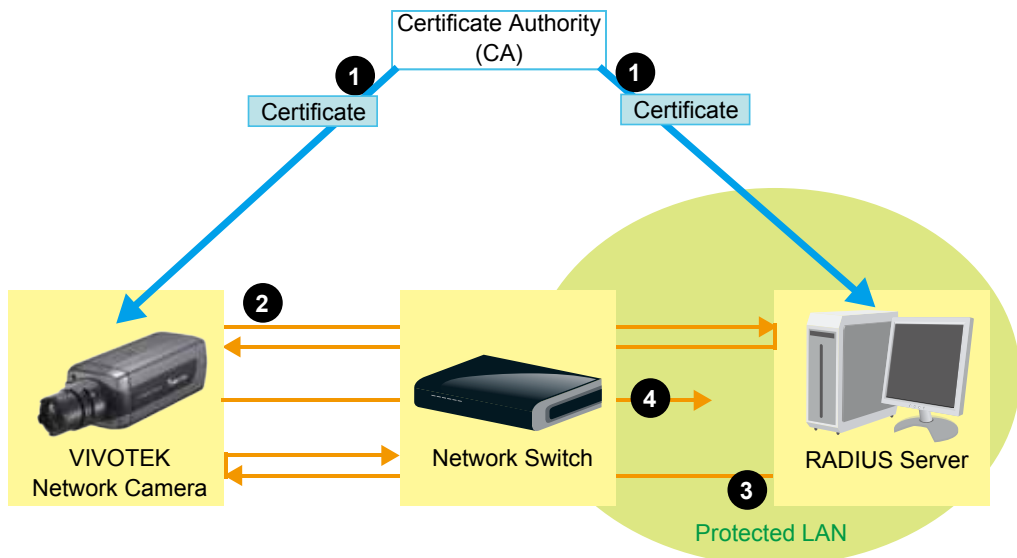 Certificate Authority
(CA)
1
1
Certificate
Certificate
2
4
VIVOTEK
Network Camera
Network Switch
RADIUS Server
3
Protected LAN